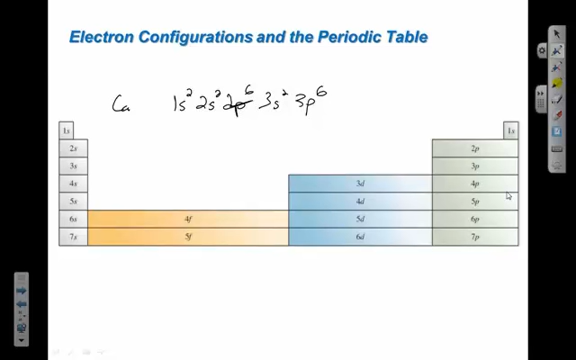 Electron Configurations and the Periodic Table
Ca 1s² 2s² 2p⁶ 3s² 3p⁶
1s 1s
2s 2p
3s 3p
4s 3d 4p
5s 4d 5p
6s 4f 5d 6p
7s 5f 6d 7p